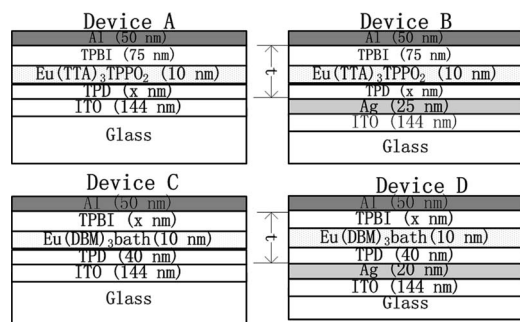 Device A
Al (50 nm)
TPBI (75 nm)
Eu(TTA)₃TPPO₂ (10 nm)
TPD (x nm)
ITO (144 nm)
Glass
Device B
Al (50 nm)
TPBI (75 nm)
Eu(TTA)₃TPPO₂ (10 nm)
TPD (x nm)
Ag (25 nm)
ITO (144 nm)
Glass
t
Device C
Al (50 nm)
TPBI (x nm)
Eu(DBM)₃bath(10 nm)
TPD (40 nm)
ITO (144 nm)
Glass
Device D
Al (50 nm)
TPBI (x nm)
Eu(DBM)₃bath(10 nm)
TPD (40 nm)
Ag (20 nm)
ITO (144 nm)
Glass
t